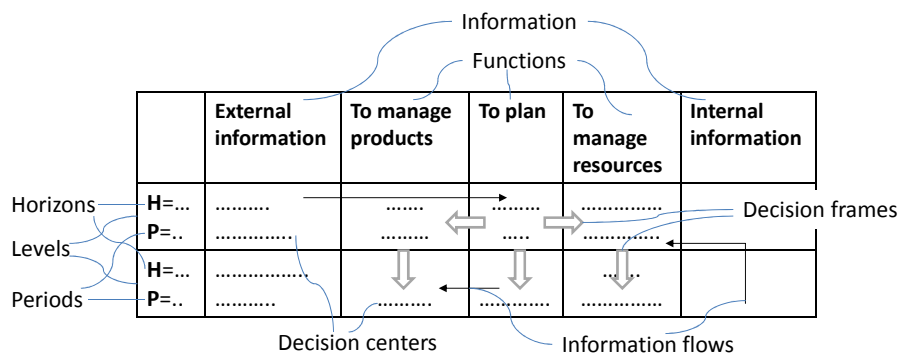 Information
Functions
External information
To manage products
To plan
To manage resources
Internal information
Horizons
Levels
Periods
H=... .......... ....... ......... ..............
P=.. .............. ......... ..... ..............
H=... ................. .......
P=.. ........... .......... ............. ...............
Decision frames
Decision centers
Information flows